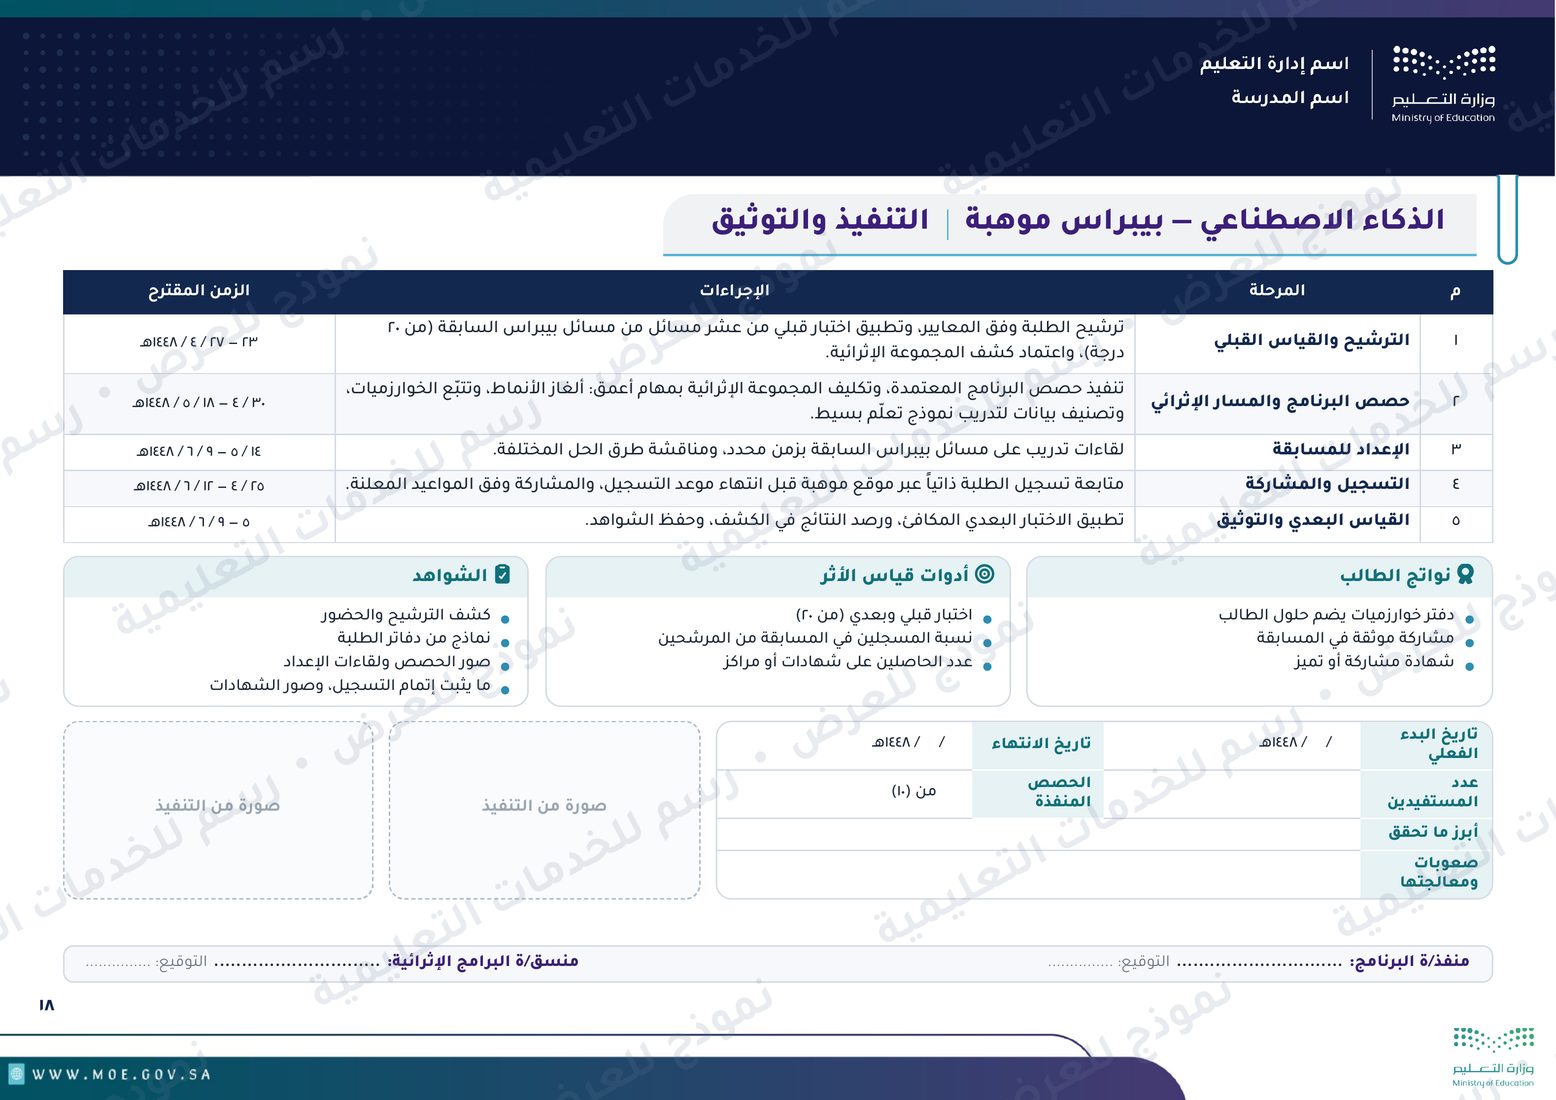 وزارة التعليم
Ministry of Education
اسم إدارة التعليم
اسم المدرسة
الذكاء الاصطناعي – بيبراس موهبة | التنفيذ والتوثيق
م
المرحلة
الإجراءات
الزمن المقترح
١
الترشيح والقياس القبلي
ترشيح الطلبة وفق المعايير، وتطبيق اختبار قبلي من عشر مسائل من مسائل بيبراس السابقة (من ٢٠
درجة)، واعتماد كشف المجموعة الإثرائية.
٢٣ – ٢٧ / ٤ / ١٤٤٨هـ
٢
حصص البرنامج والمسار الإثرائي
تنفيذ حصص البرنامج المعتمدة، وتكليف المجموعة الإثرائية بمهام أعمق: ألغاز الأنماط، وتتبّع الخوارزميات،
وتصنيف بيانات لتدريب نموذج تعلّم بسيط.
٣٠ / ٤ – ١٨ / ٥ / ١٤٤٨هـ
٣
الإعداد للمسابقة
لقاءات تدريب على مسائل بيبراس السابقة بزمن محدد، ومناقشة طرق الحل المختلفة.
١٤ / ٥ – ٩ / ٦ / ١٤٤٨هـ
٤
التسجيل والمشاركة
متابعة تسجيل الطلبة ذاتياً عبر موقع موهبة قبل انتهاء موعد التسجيل، والمشاركة وفق المواعيد المعلنة.
٢٥ / ٤ – ١٢ / ٦ / ١٤٤٨هـ
٥
القياس البعدي والتوثيق
تطبيق الاختبار البعدي المكافئ، ورصد النتائج في الكشف، وحفظ الشواهد.
٥ – ٩ / ٦ / ١٤٤٨هـ
نواتج الطالب
دفتر خوارزميات يضم حلول الطالب
مشاركة موثقة في المسابقة
شهادة مشاركة أو تميز
أدوات قياس الأثر
اختبار قبلي وبعدي (من ٢٠)
نسبة المسجلين في المسابقة من المرشحين
عدد الحاصلين على شهادات أو مراكز
الشواهد
كشف الترشيح والحضور
نماذج من دفاتر الطلبة
صور الحصص ولقاءات الإعداد
ما يثبت إتمام التسجيل، وصور الشهادات
تاريخ البدء
الفعلي
/ / ١٤٤٨هـ
تاريخ الانتهاء
/ / ١٤٤٨هـ
عدد
المستفيدين
الحصص
المنفذة
من (١٠)
أبرز ما تحقق
صعوبات
ومعالجتها
صورة من التنفيذ
صورة من التنفيذ
منفذ/ة البرنامج: .............................. التوقيع: ..............
منسق/ة البرامج الإثرائية: .............................. التوقيع: ..............
١٨
WWW.MOE.GOV.SA
وزارة التعليم
Ministry of Education
نموذج للعرض • رسم للخدمات التعليمية